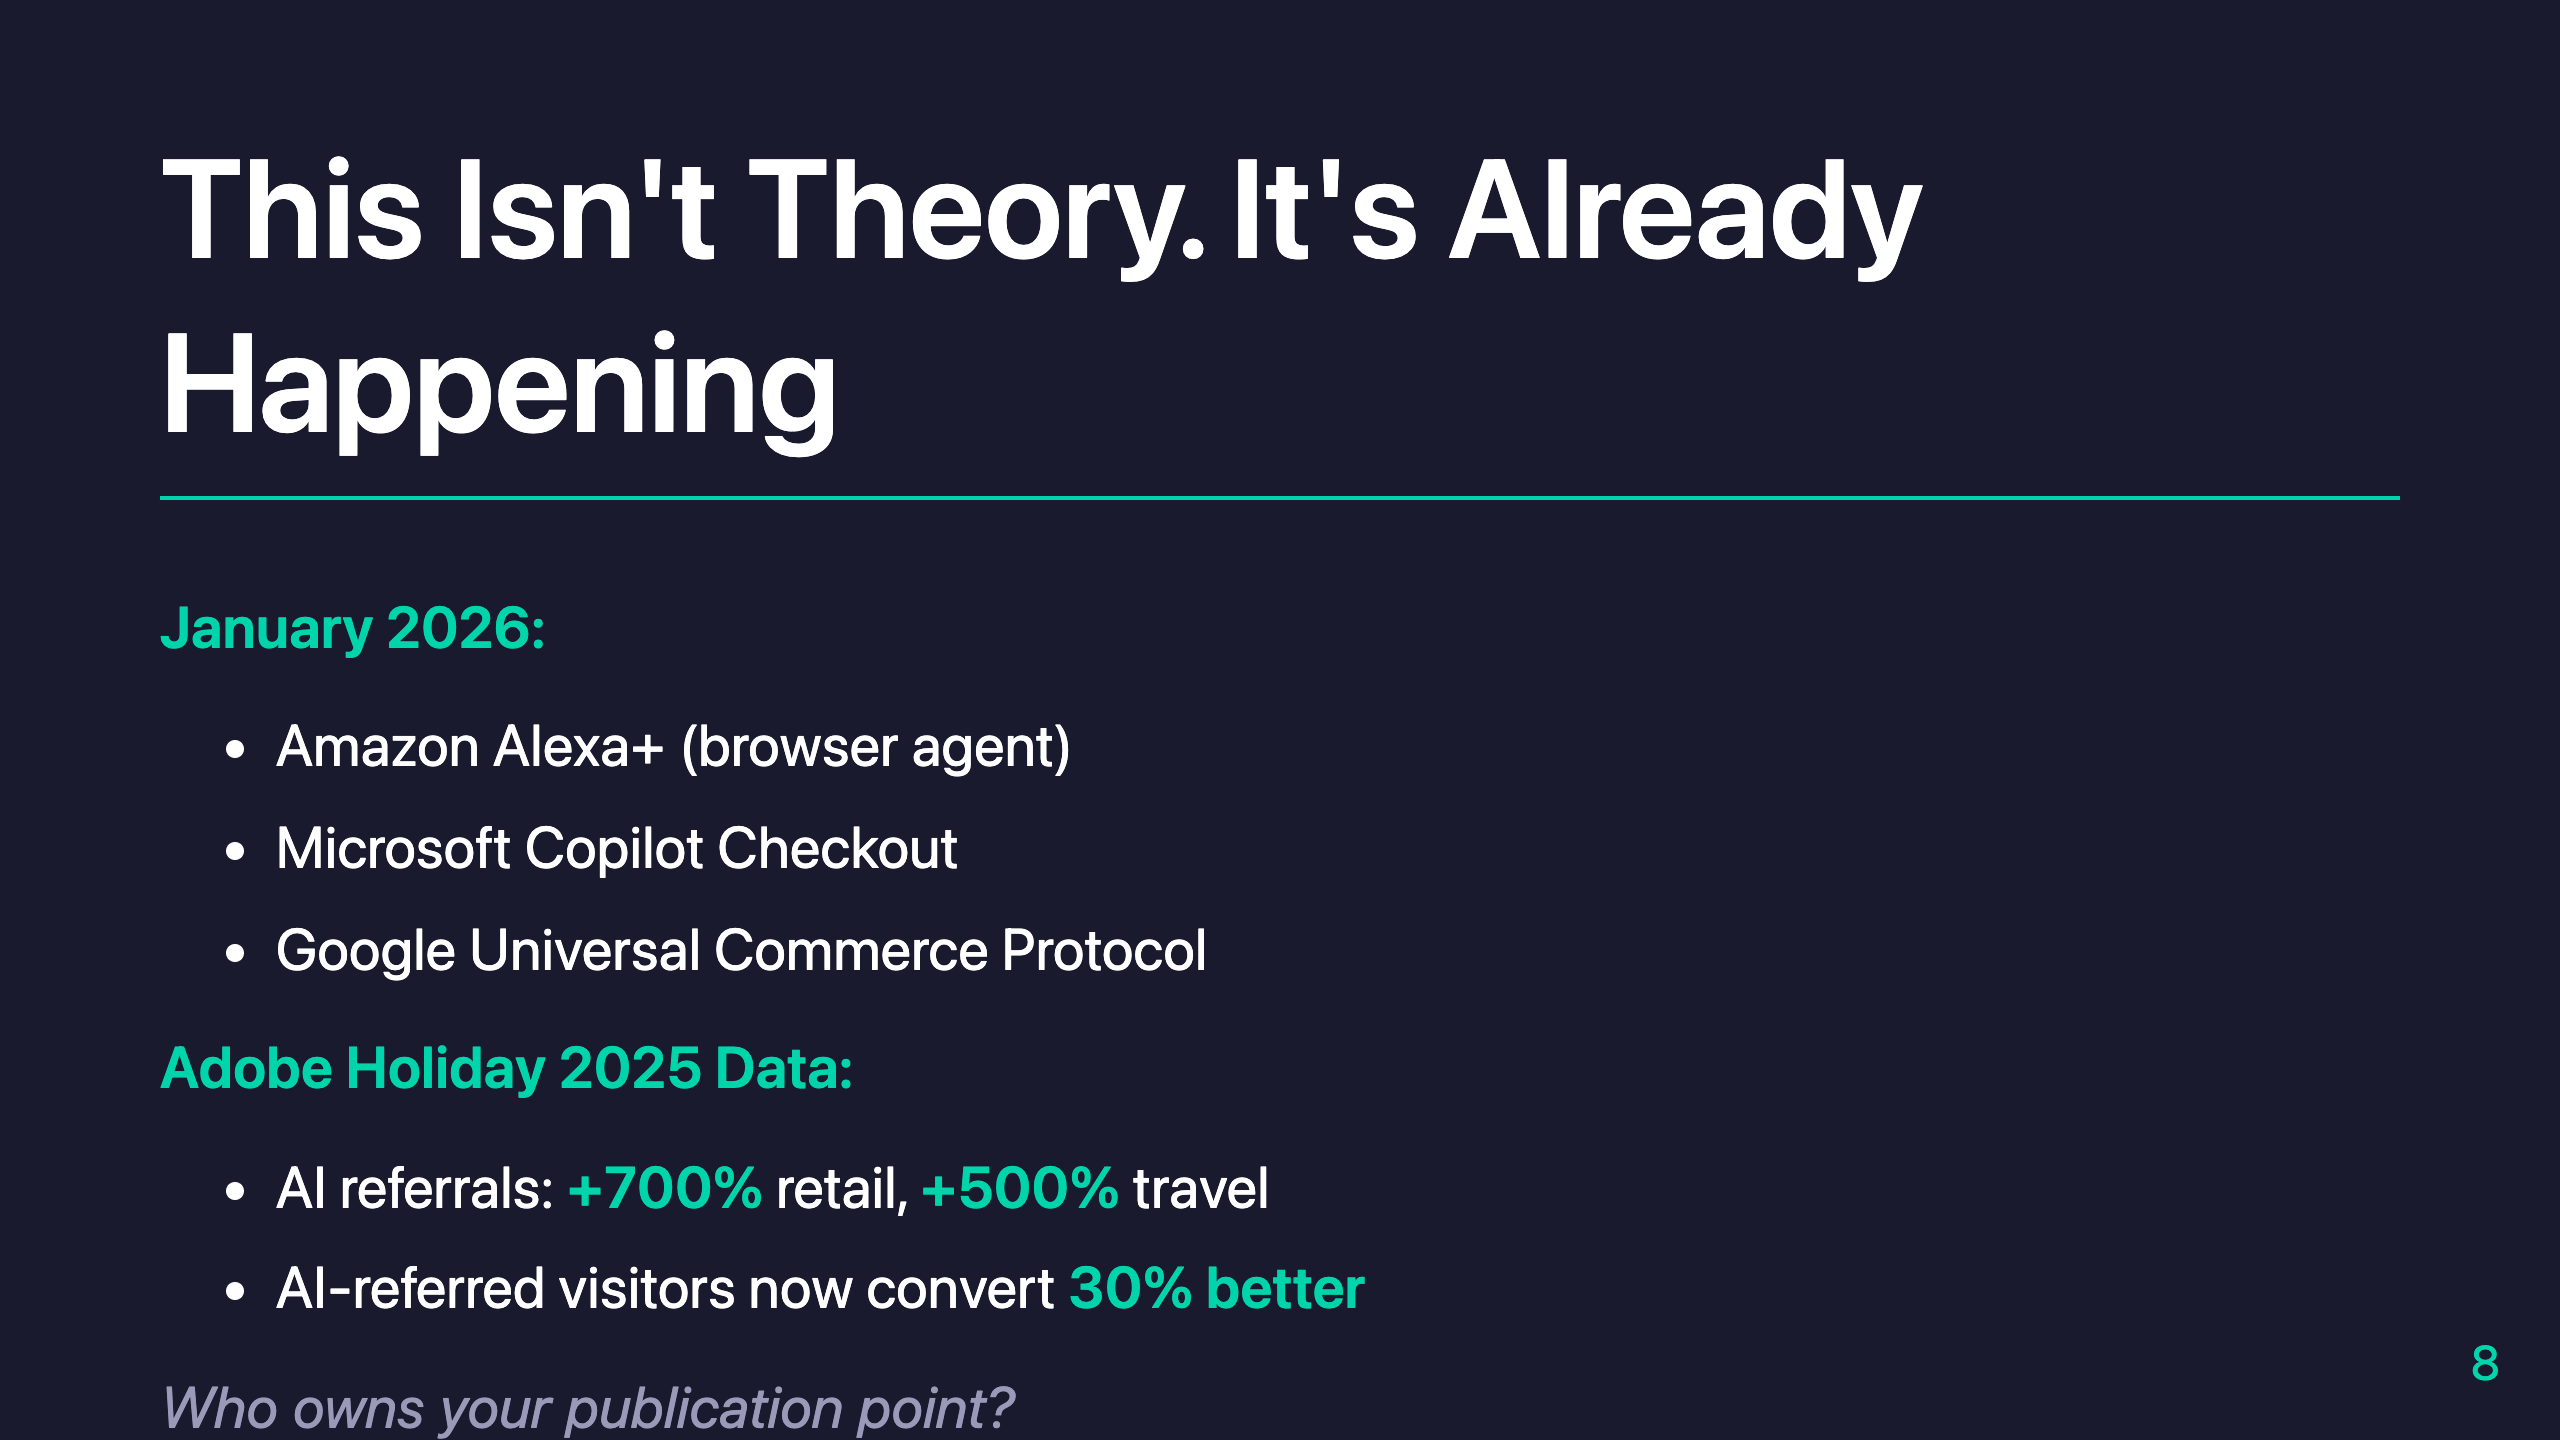 This Isn't Theory. It's Already
Happening
January 2026:
• Amazon Alexa+ (browser agent)
• Microsoft Copilot Checkout
• Google Universal Commerce Protocol
Adobe Holiday 2025 Data:
• AI referrals: +700% retail, +500% travel
• AI-referred visitors now convert 30% better
Who owns your publication point?
8